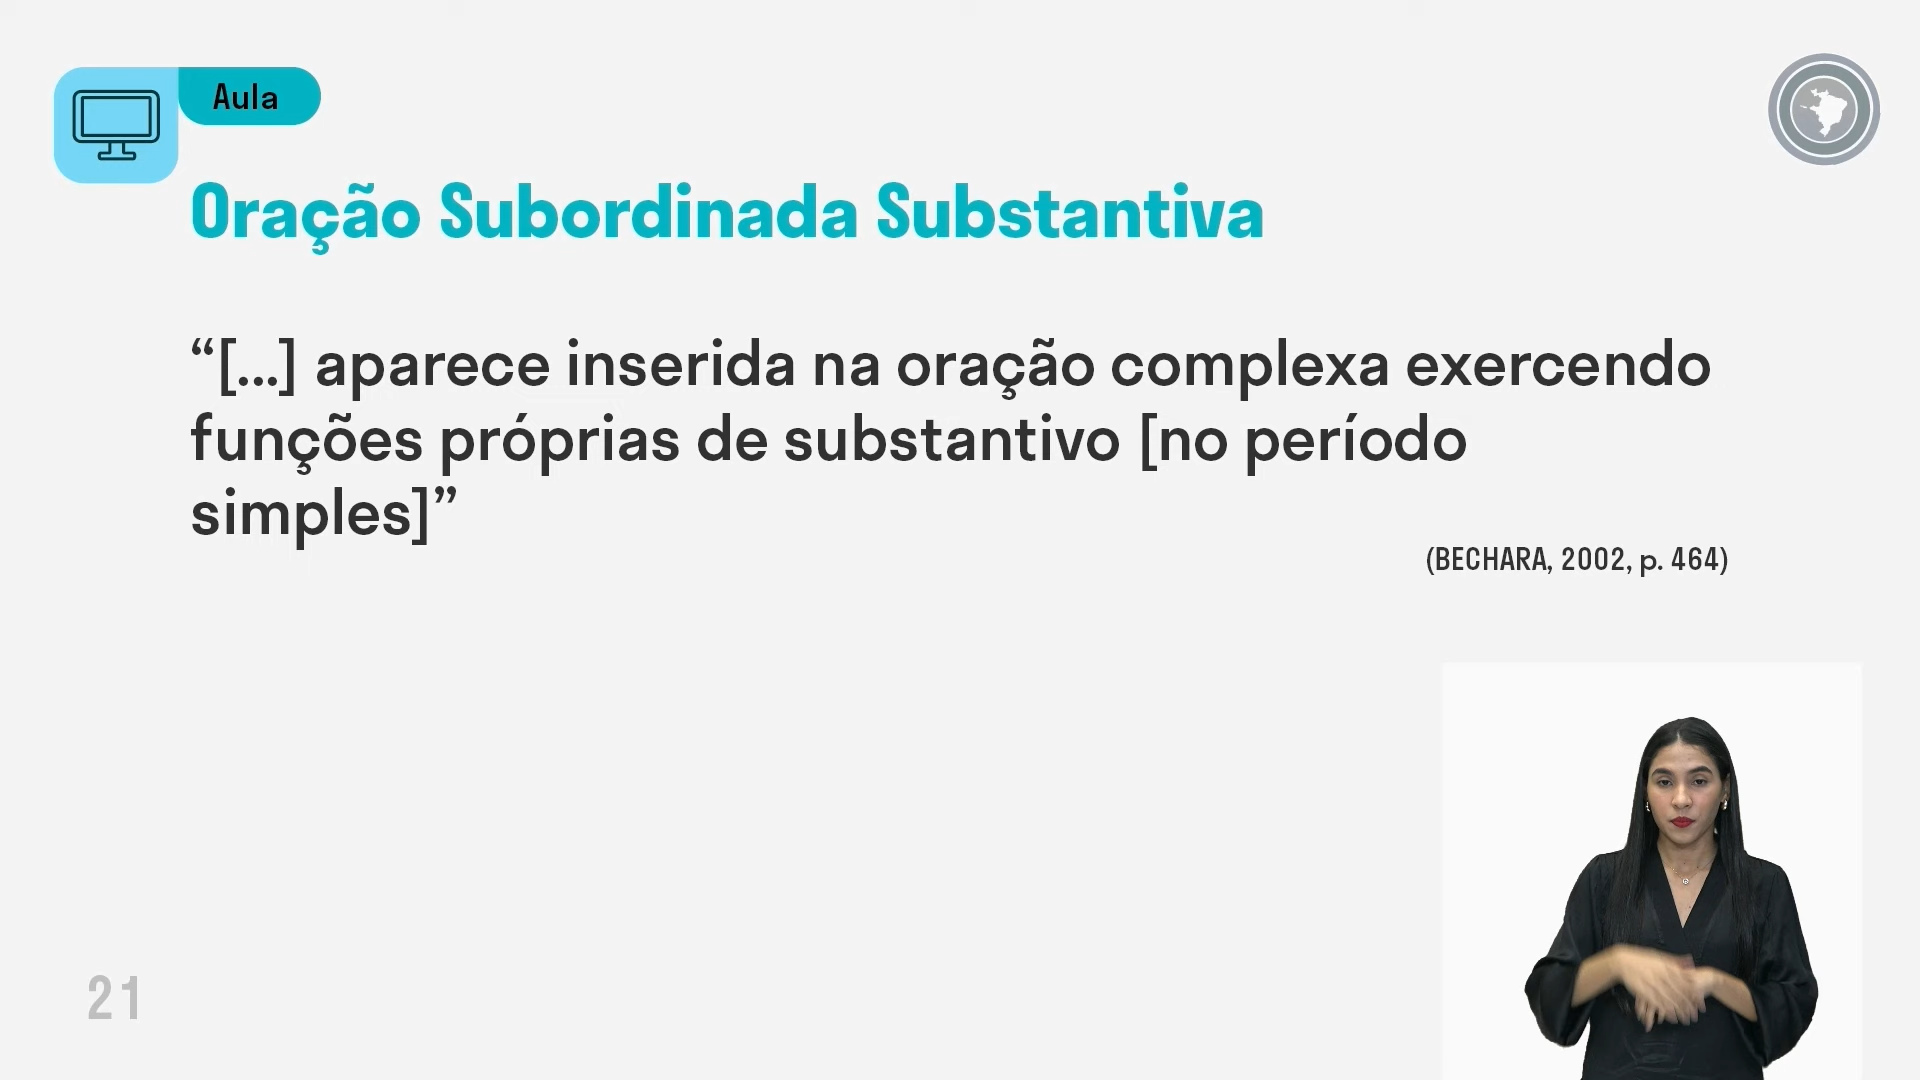 Aula
Oração Subordinada Substantiva
“[...] aparece inserida na oração complexa exercendo
funções próprias de substantivo [no período
simples]”
(BECHARA, 2002, p. 464)
21